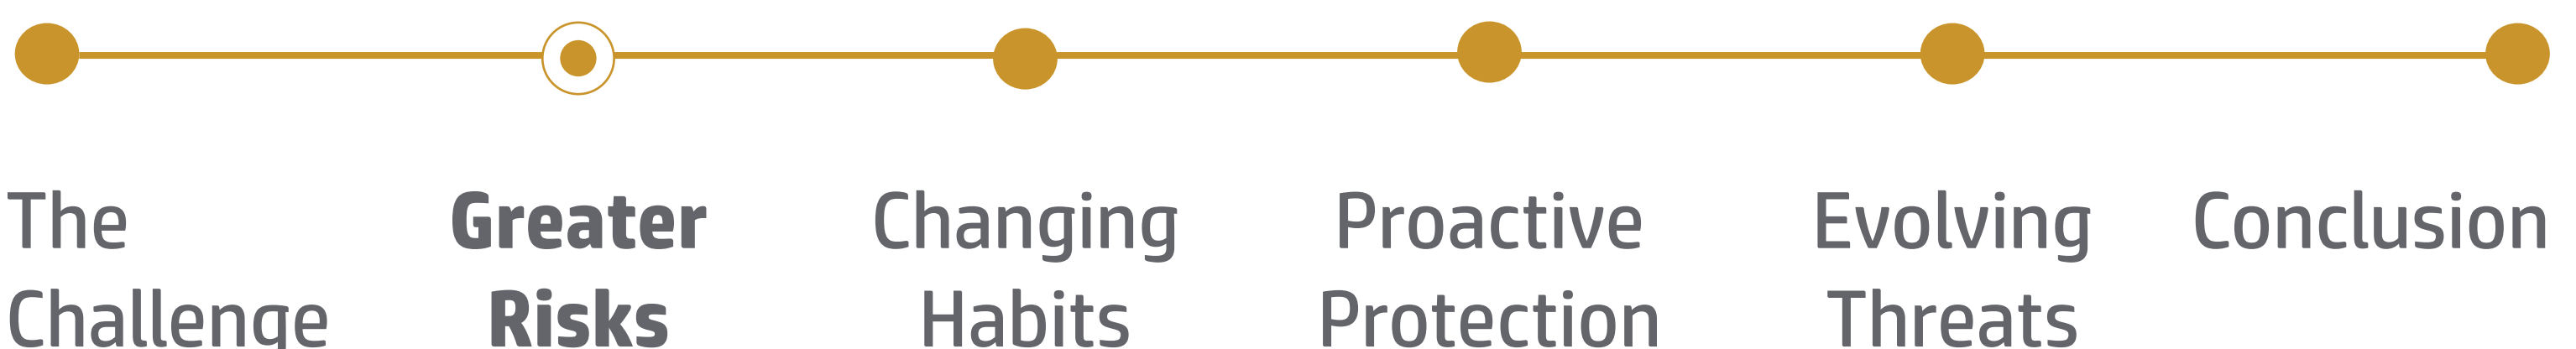 The Challenge
Greater Risks
Changing Habits
Proactive Protection
Evolving Threats
Conclusion